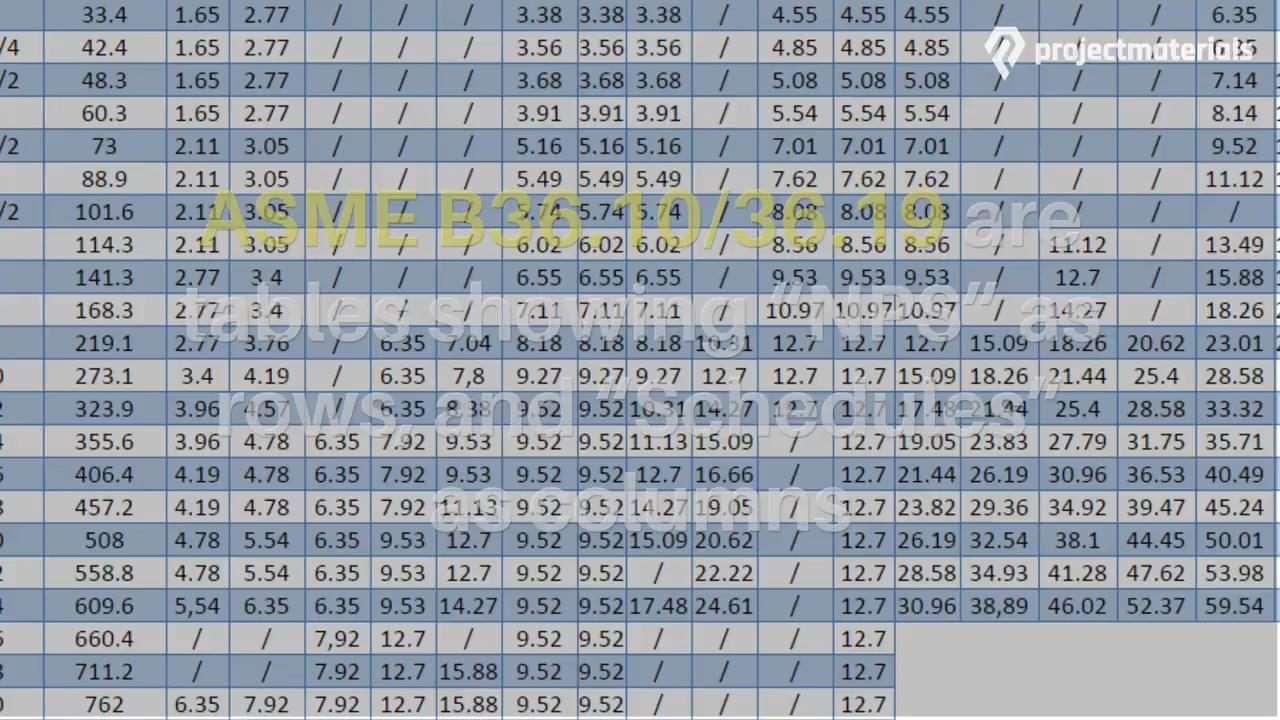 33.4 1.65 2.77 / / / 3.38 3.38 3.38 / 4.55 4.55 4.55 / / / 6.35
/4 42.4 1.65 2.77 / / / 3.56 3.56 3.56 / 4.85 4.85 4.85 / / / 6.35
projectmaterials
/2 48.3 1.65 2.77 / / / 3.68 3.68 3.68 / 5.08 5.08 5.08 / / / 7.14
60.3 1.65 2.77 / / / 3.91 3.91 3.91 / 5.54 5.54 5.54 / / / 8.14
/2 73 2.11 3.05 / / / 5.16 5.16 5.16 / 7.01 7.01 7.01 / / / 9.52
88.9 2.11 3.05 / / / 5.49 5.49 5.49 / 7.62 7.62 7.62 / / / 11.12
/2 101.6 2.11 3.05 / / / 5.74 5.74 5.74 / 8.08 8.08 8.08 / / / /
ASME B36.10/36.19 are
114.3 2.11 3.05 / / / 6.02 6.02 6.02 / 8.56 8.56 8.56 / 11.12 / 13.49
141.3 2.77 3.4 / / / 6.55 6.55 6.55 / 9.53 9.53 9.53 / 12.7 / 15.88
168.3 2.77 3.4 / / / 7.11 7.11 7.11 / 10.97 10.97 10.97 / 14.27 / 18.26
tables showing “NPS” as
219.1 2.77 3.76 / 6.35 7.04 8.18 8.18 8.18 10.31 12.7 12.7 12.7 15.09 18.26 20.62 23.01
0 273.1 3.4 4.19 / 6.35 7,8 9.27 9.27 9.27 12.7 12.7 12.7 15.09 18.26 21.44 25.4 28.58
2 323.9 3.96 4.57 / 6.35 8.38 9.52 9.52 10.31 14.27 12.7 12.7 17.48 21.44 25.4 28.58 33.32
rows, and “Schedules”
4 355.6 3.96 4.78 6.35 7.92 9.53 9.52 9.52 11.13 15.09 / 12.7 19.05 23.83 27.79 31.75 35.71
6 406.4 4.19 4.78 6.35 7.92 9.53 9.52 9.52 12.7 16.66 / 12.7 21.44 26.19 30.96 36.53 40.49
8 457.2 4.19 4.78 6.35 7.92 11.13 9.52 9.52 14.27 19.05 / 12.7 23.82 29.36 34.92 39.47 45.24
as columns
0 508 4.78 5.54 6.35 9.53 12.7 9.52 9.52 15.09 20.62 / 12.7 26.19 32.54 38.1 44.45 50.01
2 558.8 4.78 5.54 6.35 9.53 12.7 9.52 9.52 / 22.22 / 12.7 28.58 34.93 41.28 47.62 53.98
4 609.6 5,54 6.35 6.35 9.53 14.27 9.52 9.52 17.48 24.61 / 12.7 30.96 38,89 46.02 52.37 59.54
6 660.4 / / 7,92 12.7 / 9.52 9.52 / / / 12.7
8 711.2 / / 7.92 12.7 15.88 9.52 9.52 / / / 12.7
0 762 6.35 7.92 7.92 12.7 15.88 9.52 9.52 / / / 12.7